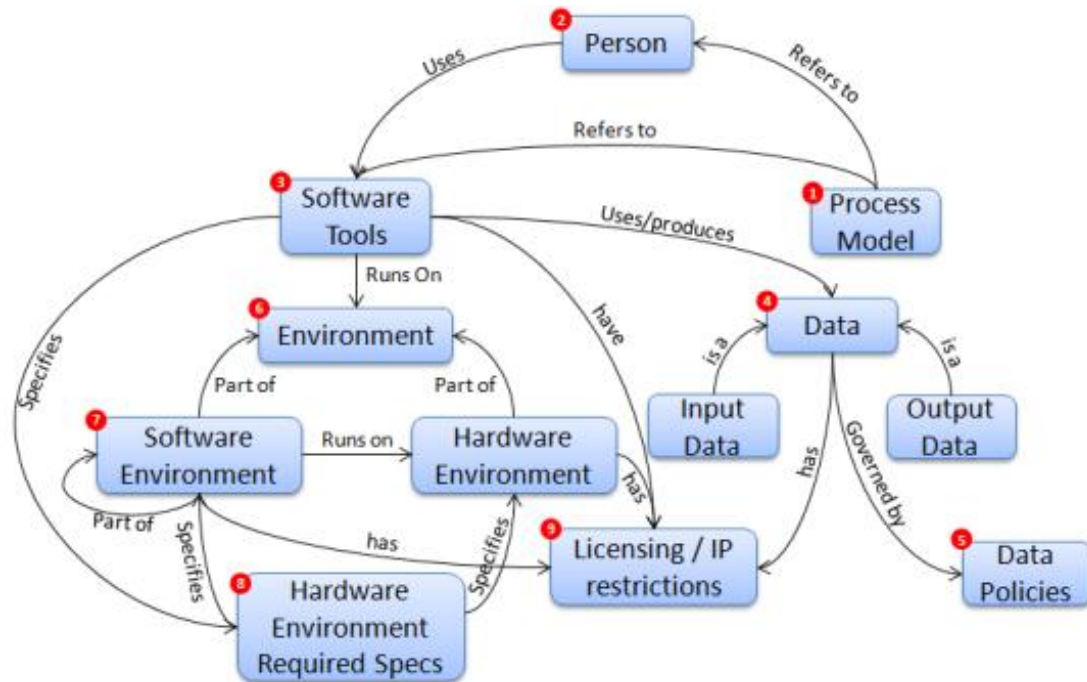 2
Person
Uses
Refers to
Refers to
3
Software
Tools
1
Process
Model
Uses/produces
Runs On
6
Environment
have
4
Data
Specifies
Part of
Part of
is a
is a
7
Software
Environment
Runs on
Hardware
Environment
Input
Data
Output
Data
has
has
Governed by
Part of
Specifies
has
Specifies
9
Licensing / IP
restrictions
5
Data
Policies
8
Hardware
Environment
Required Specs